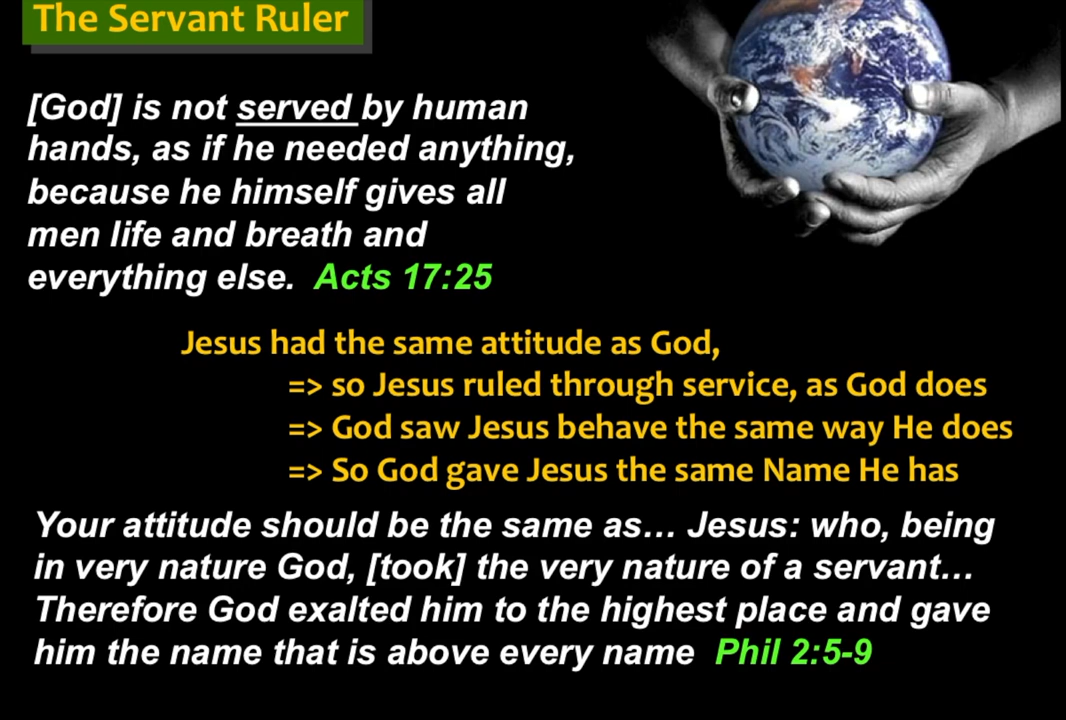 The Servant Ruler
[God] is not served by human
hands, as if he needed anything,
because he himself gives all
men life and breath and
everything else. Acts 17:25
Jesus had the same attitude as God,
=> so Jesus ruled through service, as God does
=> God saw Jesus behave the same way He does
=> So God gave Jesus the same Name He has
Your attitude should be the same as… Jesus: who, being
in very nature God, [took] the very nature of a servant…
Therefore God exalted him to the highest place and gave
him the name that is above every name Phil 2:5-9